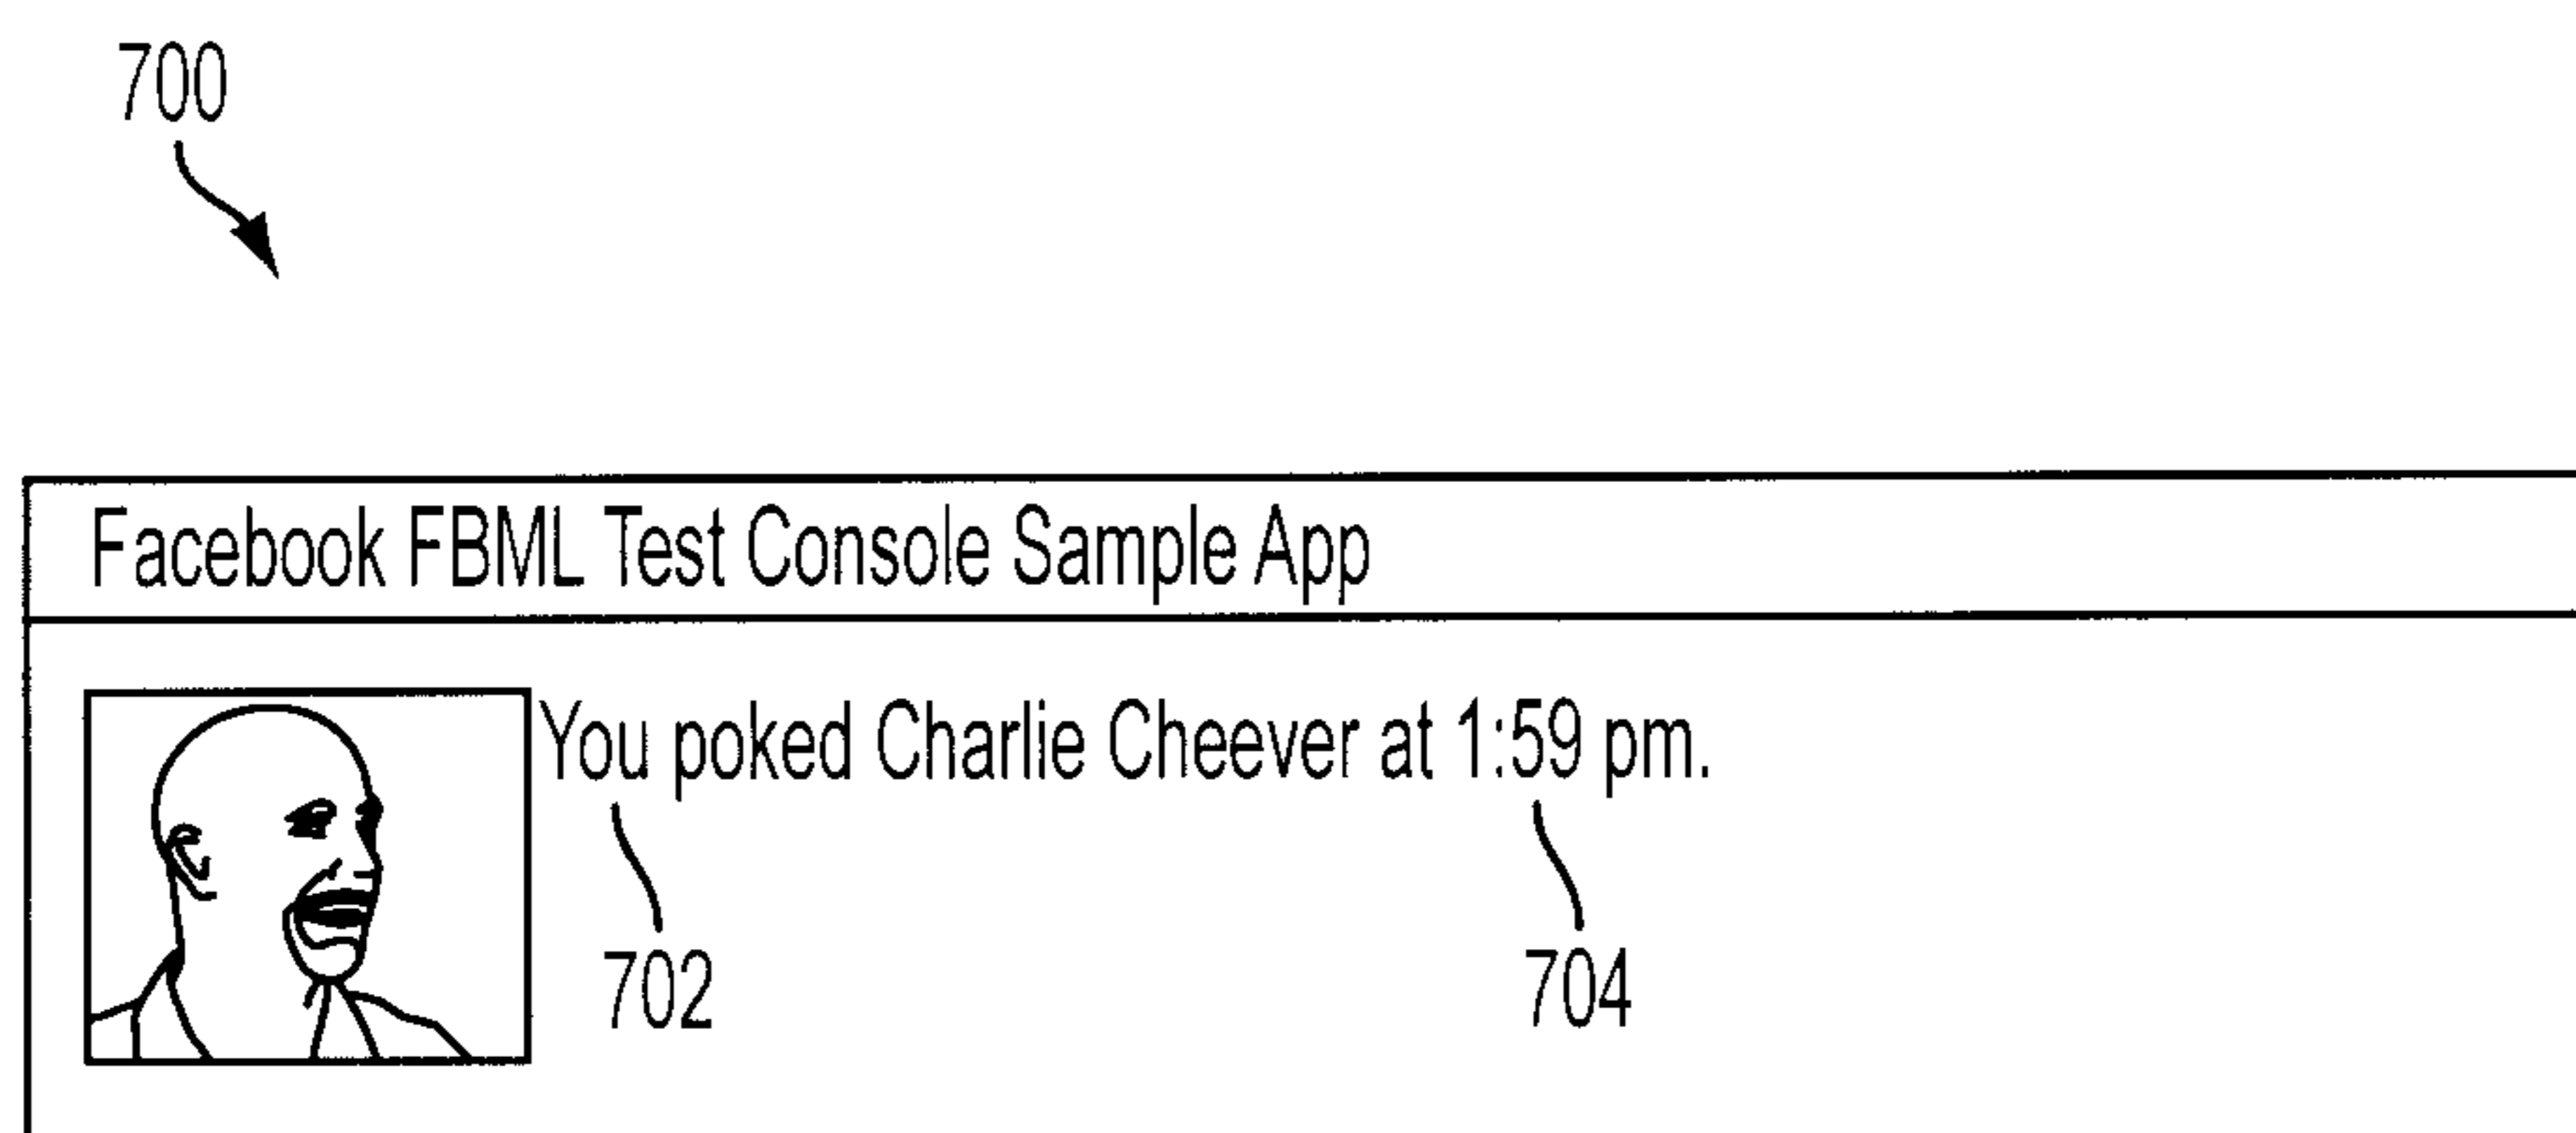 700
Facebook FBML Test Console Sample App
You poked Charlie Cheever at 1:59 pm.
702 704